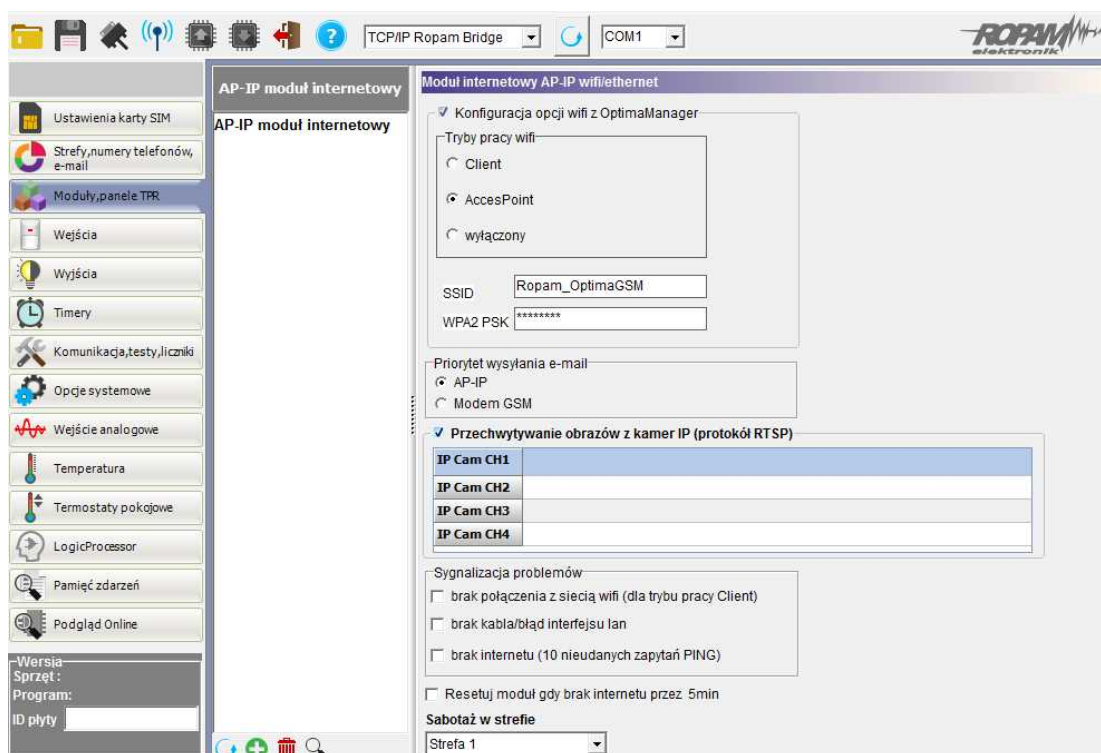 TCP/IP Ropam Bridge
COM1
ROPAM
elektronik
Ustawienia karty SIM
Strefy,numery telefonów,
e-mail
Moduły,panele TPR
Wejścia
Wyjścia
Timery
Komunikacja,testy,liczniki
Opcje systemowe
Wejście analogowe
Temperatura
Termostaty pokojowe
LogicProcessor
Pamięć zdarzeń
Podgląd Online
Wersja
Sprzęt :
Program:
ID płyty
AP-IP moduł internetowy
AP-IP moduł internetowy
Moduł internetowy AP-IP wifi/ethernet
Konfiguracja opcji wifi z OptimaManager
Tryby pracy wifi
Client
AccesPoint
wyłączony
SSID
Ropam_OptimaGSM
WPA2 PSK
********
Priorytet wysyłania e-mail
AP-IP
Modem GSM
Przechwytywanie obrazów z kamer IP (protokół RTSP)
IP Cam CH1
IP Cam CH2
IP Cam CH3
IP Cam CH4
Sygnalizacja problemów
brak połączenia z siecią wifi (dla trybu pracy Client)
brak kabla/błąd interfejsu lan
brak internetu (10 nieudanych zapytań PING)
Resetuj moduł gdy brak internetu przez 5min
Sabotaż w strefie
Strefa 1